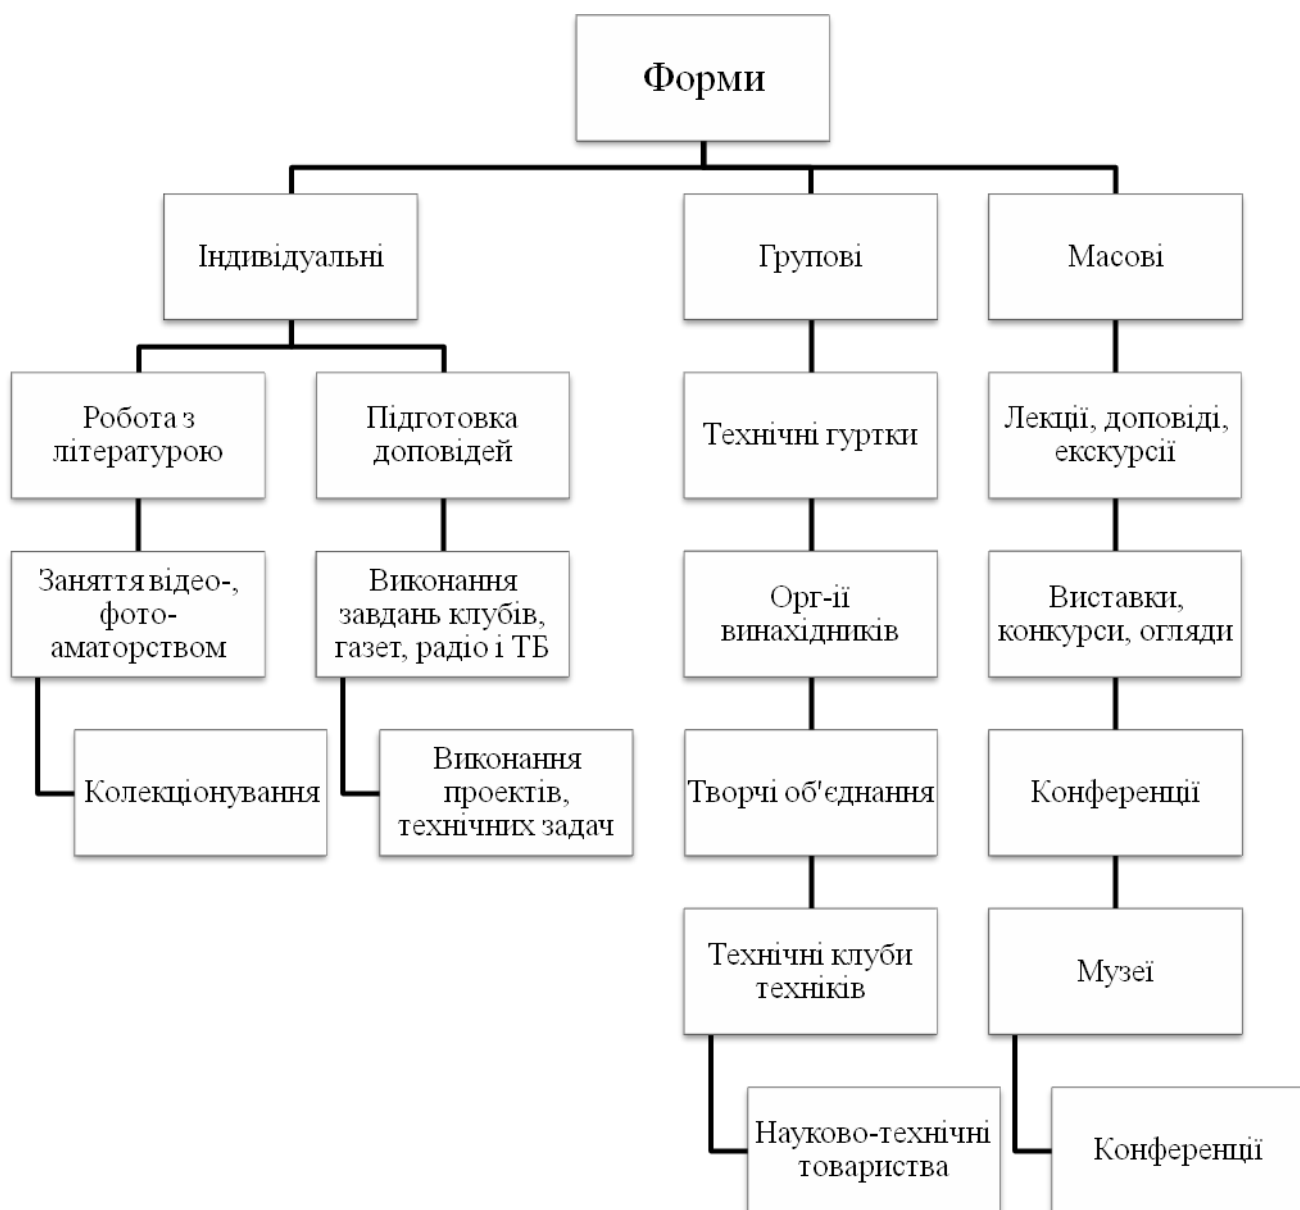 Форми
Індивідуальні
Групові
Масові
Робота з
літературою
Підготовка
доповідей
Технічні гуртки
Лекції, доповіді,
екскурсії
Заняття відео-,
фото-
аматорством
Виконання
завдань клубів,
газет, радіо і ТБ
Орг-ії
винахідників
Виставки,
конкурси, огляди
Колекціонування
Виконання
проектів,
технічних задач
Творчі об'єднання
Конференції
Технічні клуби
техніків
Музеї
Науково-технічні
товариства
Конференції